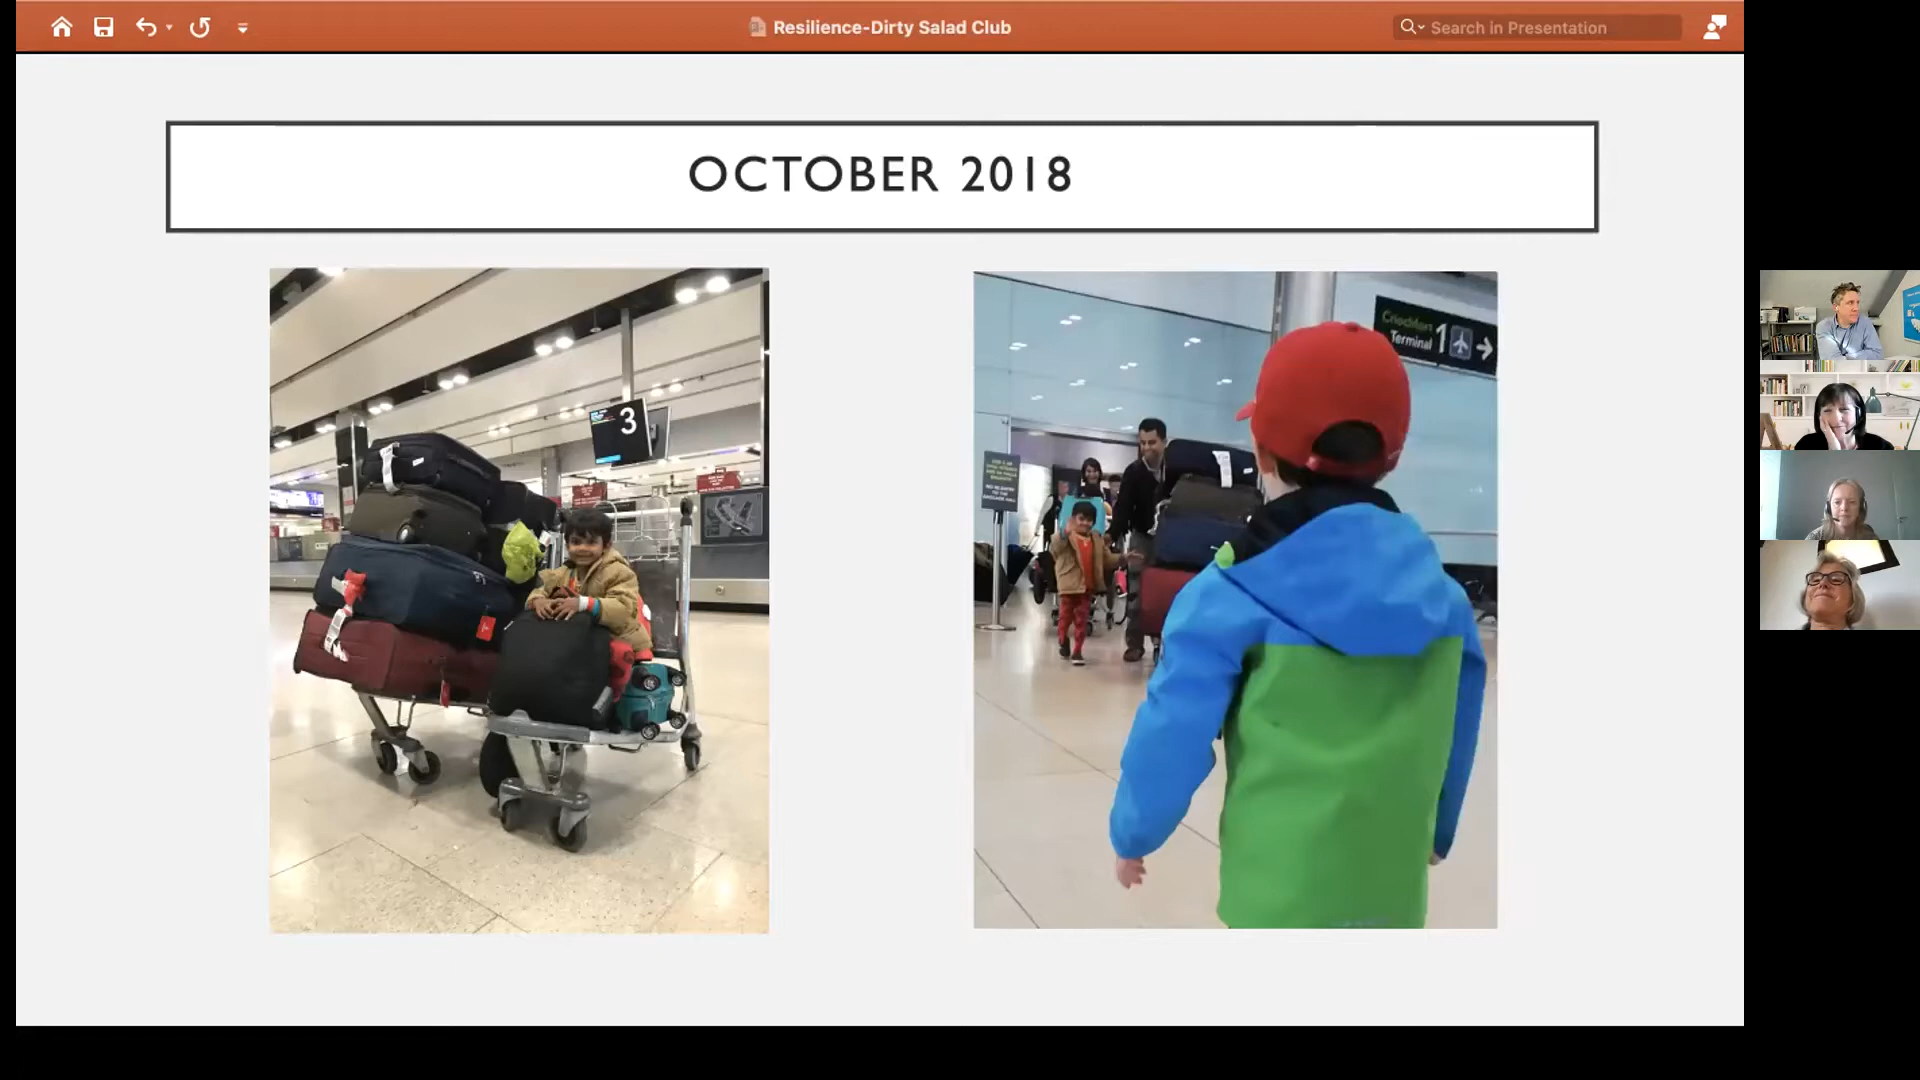 Resilience-Dirty Salad Club
Search in Presentation
OCTOBER 2018
3
Terminal 1